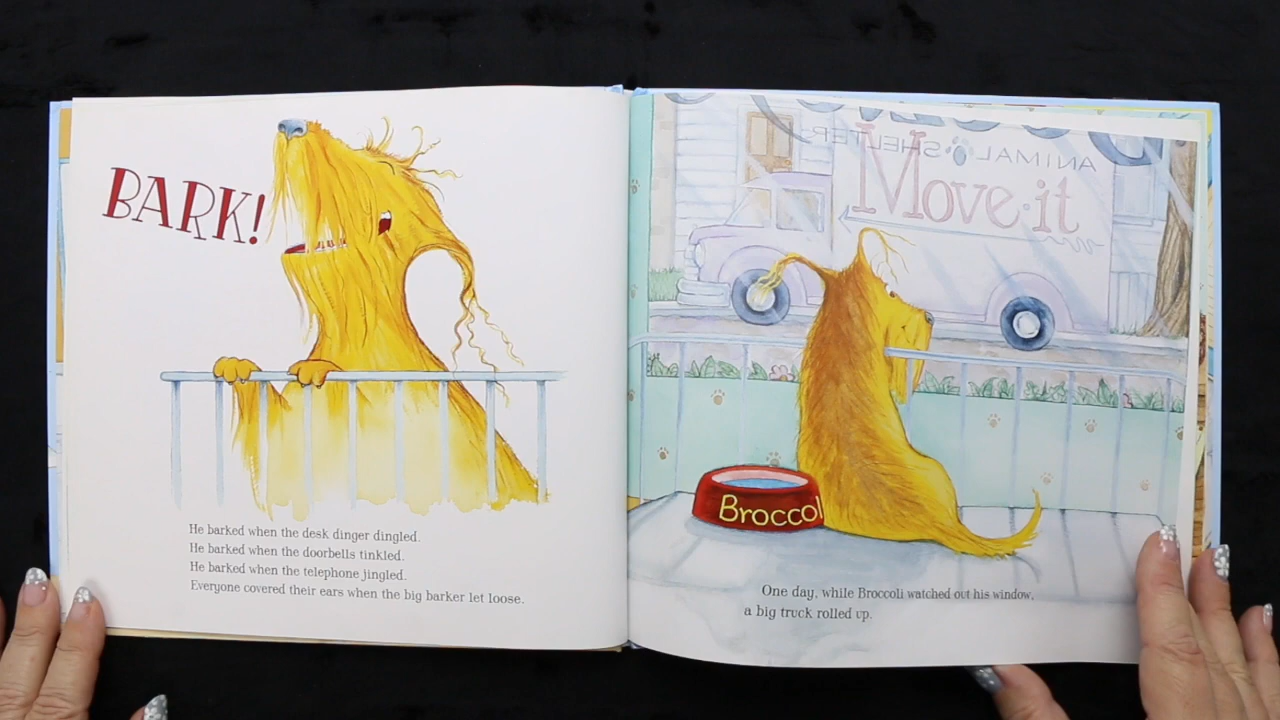 BARK!
He barked when the desk dinger dingled.
He barked when the doorbells tinkled.
He barked when the telephone jingled.
Everyone covered their ears when the big barker let loose.
ANIMAL SHELTER
Move·it
Broccol
One day, while Broccoli watched out his window,
a big truck rolled up.